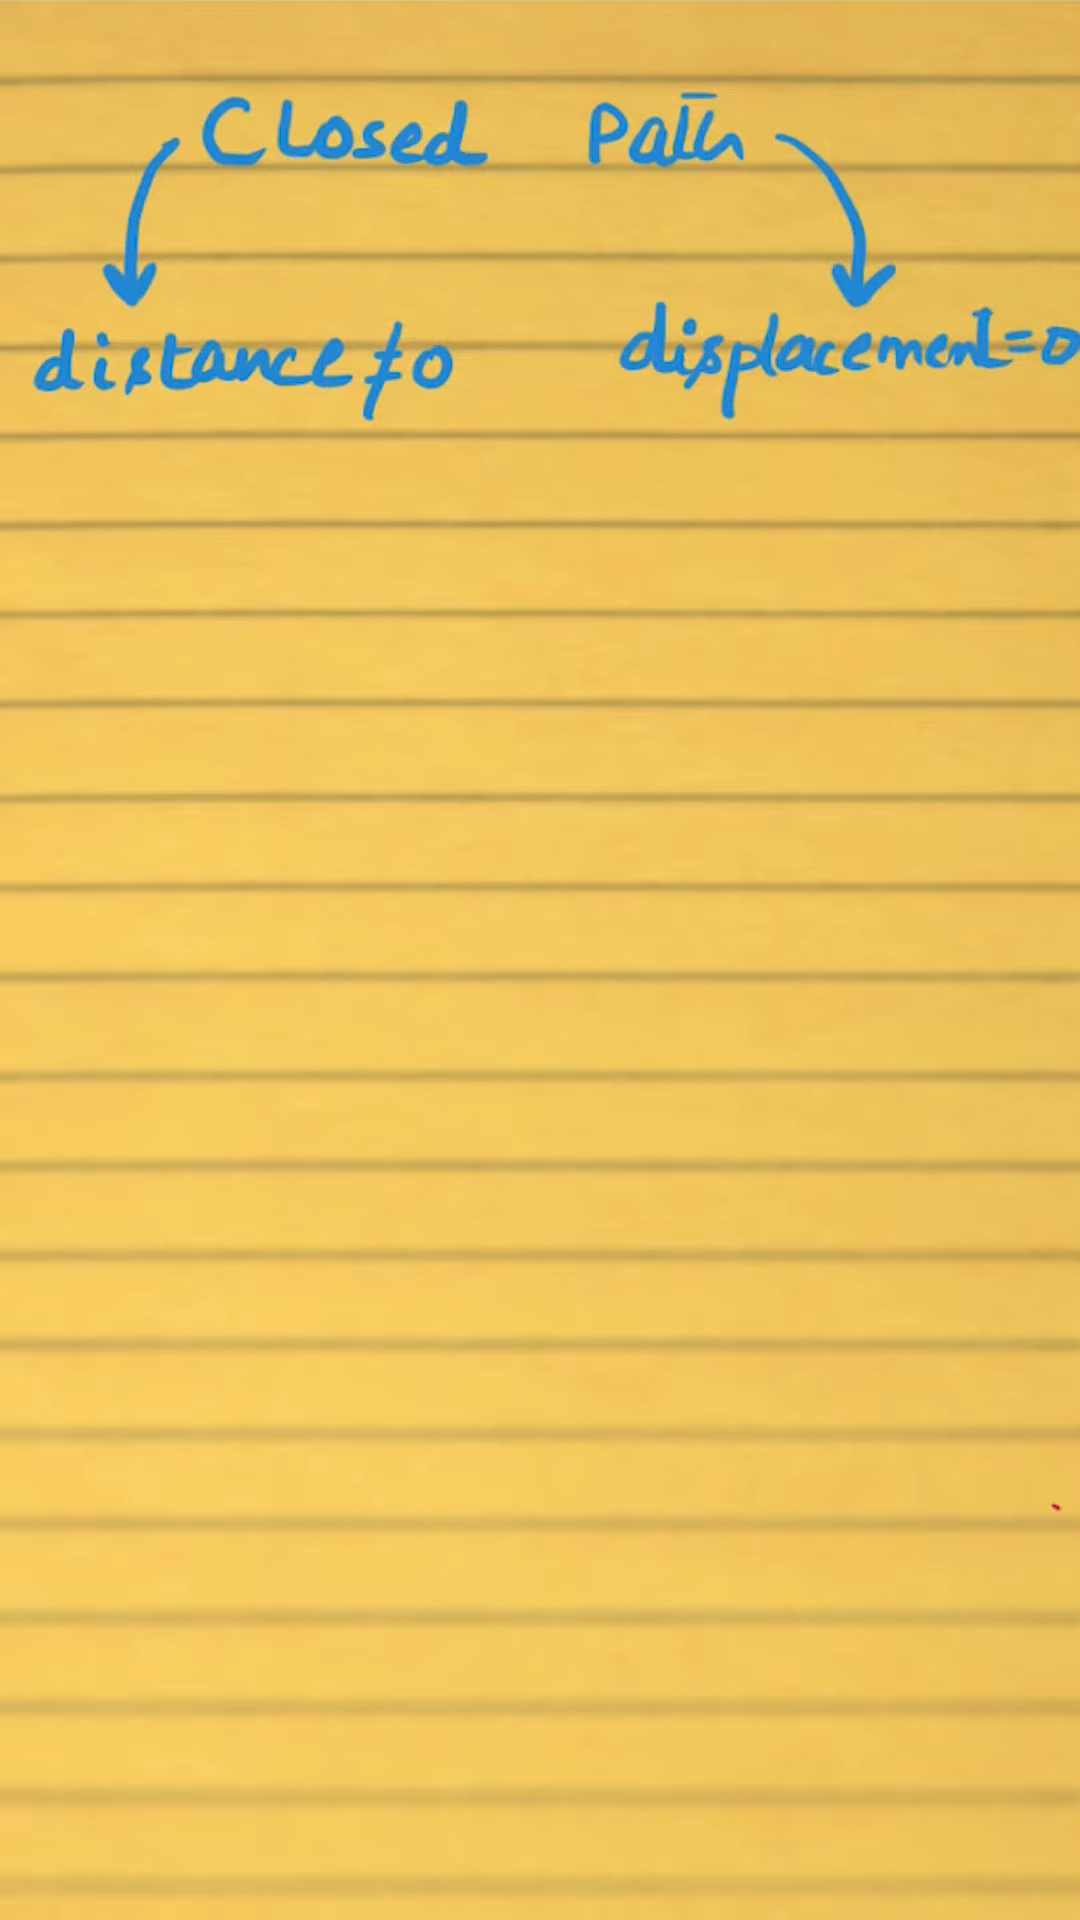 Closed Path
distance ≠ 0 displacement = 0